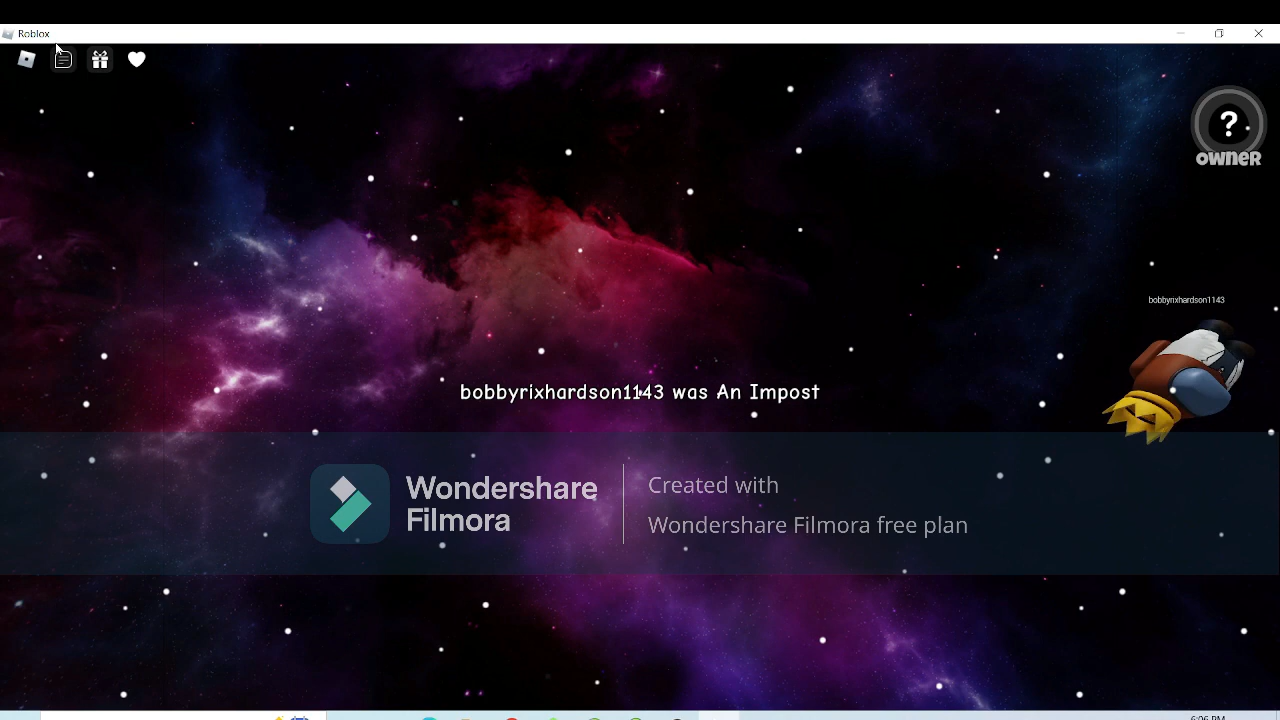 Roblox
?
OWNER
bobbyrixhardson1143
bobbyrixhardson1143 was An Impost
Wondershare
Filmora
Created with
Wondershare Filmora free plan